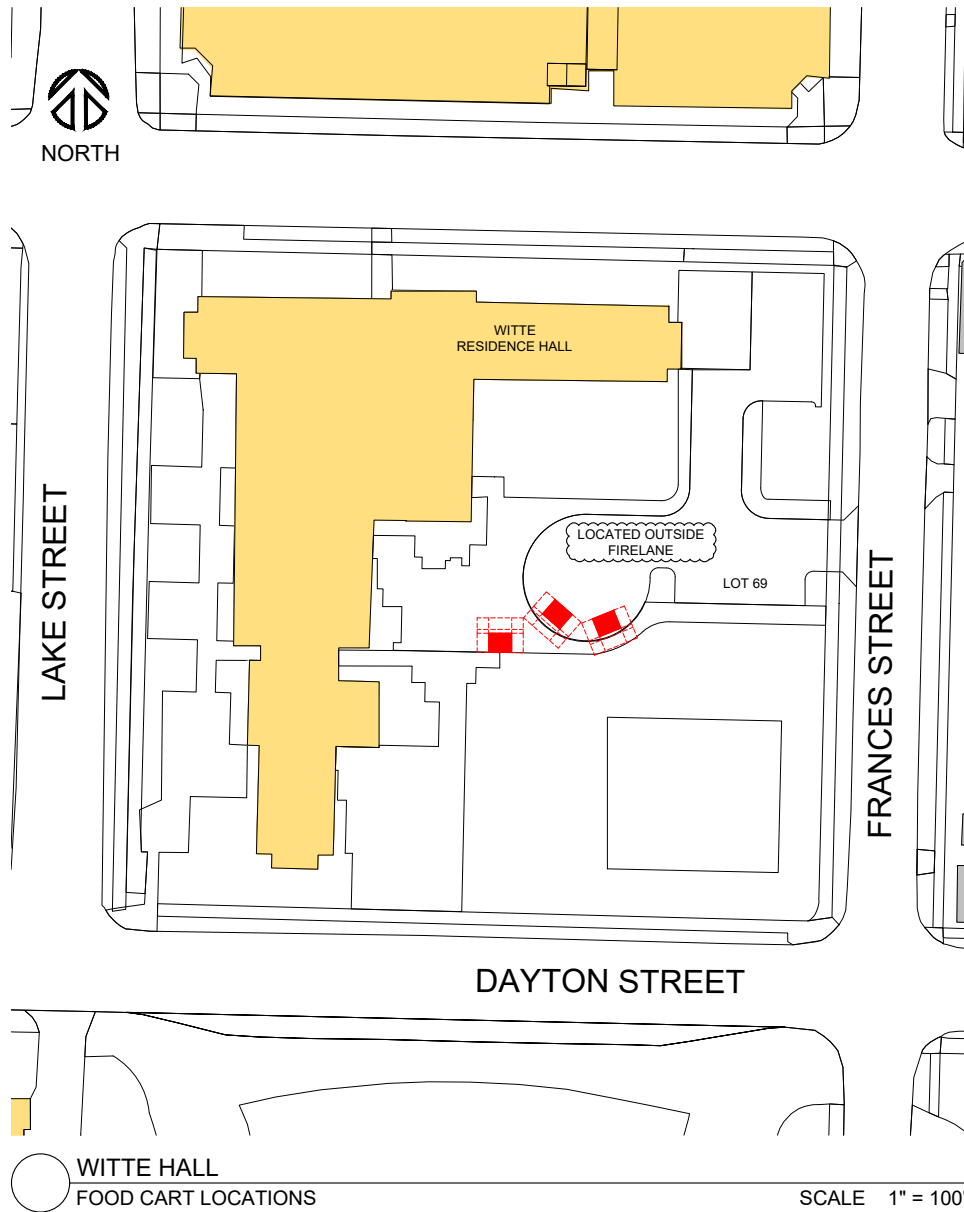 NORTH
WITTE
RESIDENCE HALL
LAKE STREET
LOCATED OUTSIDE
FIRELANE
LOT 69
FRANCES STREET
DAYTON STREET
WITTE HALL
FOOD CART LOCATIONS
SCALE 1" = 100'